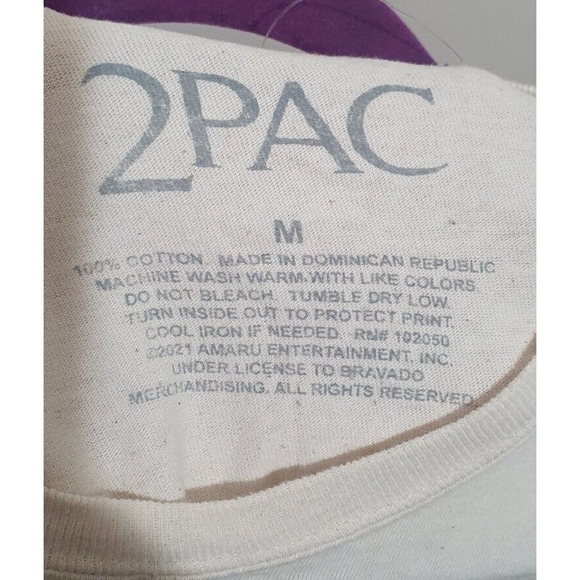 2PAC
M
100% COTTON. MADE IN DOMINICAN REPUBLIC
MACHINE WASH WARM WITH LIKE COLORS
DO NOT BLEACH. TUMBLE DRY LOW.
TURN INSIDE OUT TO PROTECT PRINT.
COOL IRON IF NEEDED. RN# 102050
©2021 AMARU ENTERTAINMENT, INC.
UNDER LICENSE TO BRAVADO
MERCHANDISING. ALL RIGHTS RESERVED